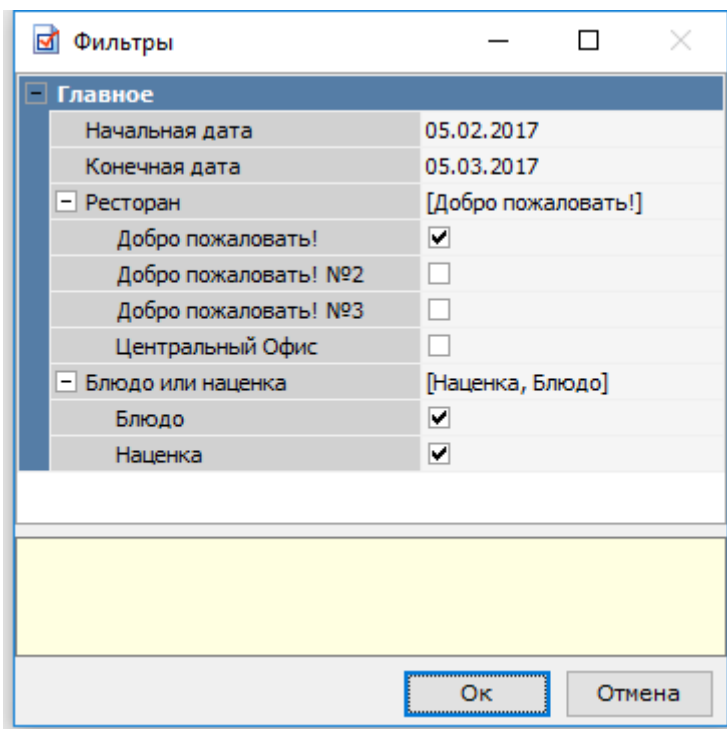 Фильтры
Главное
Начальная дата 05.02.2017
Конечная дата 05.03.2017
Ресторан [Добро пожаловать!]
Добро пожаловать!
Добро пожаловать! №2
Добро пожаловать! №3
Центральный Офис
Блюдо или наценка [Наценка, Блюдо]
Блюдо
Наценка
Ок Отмена